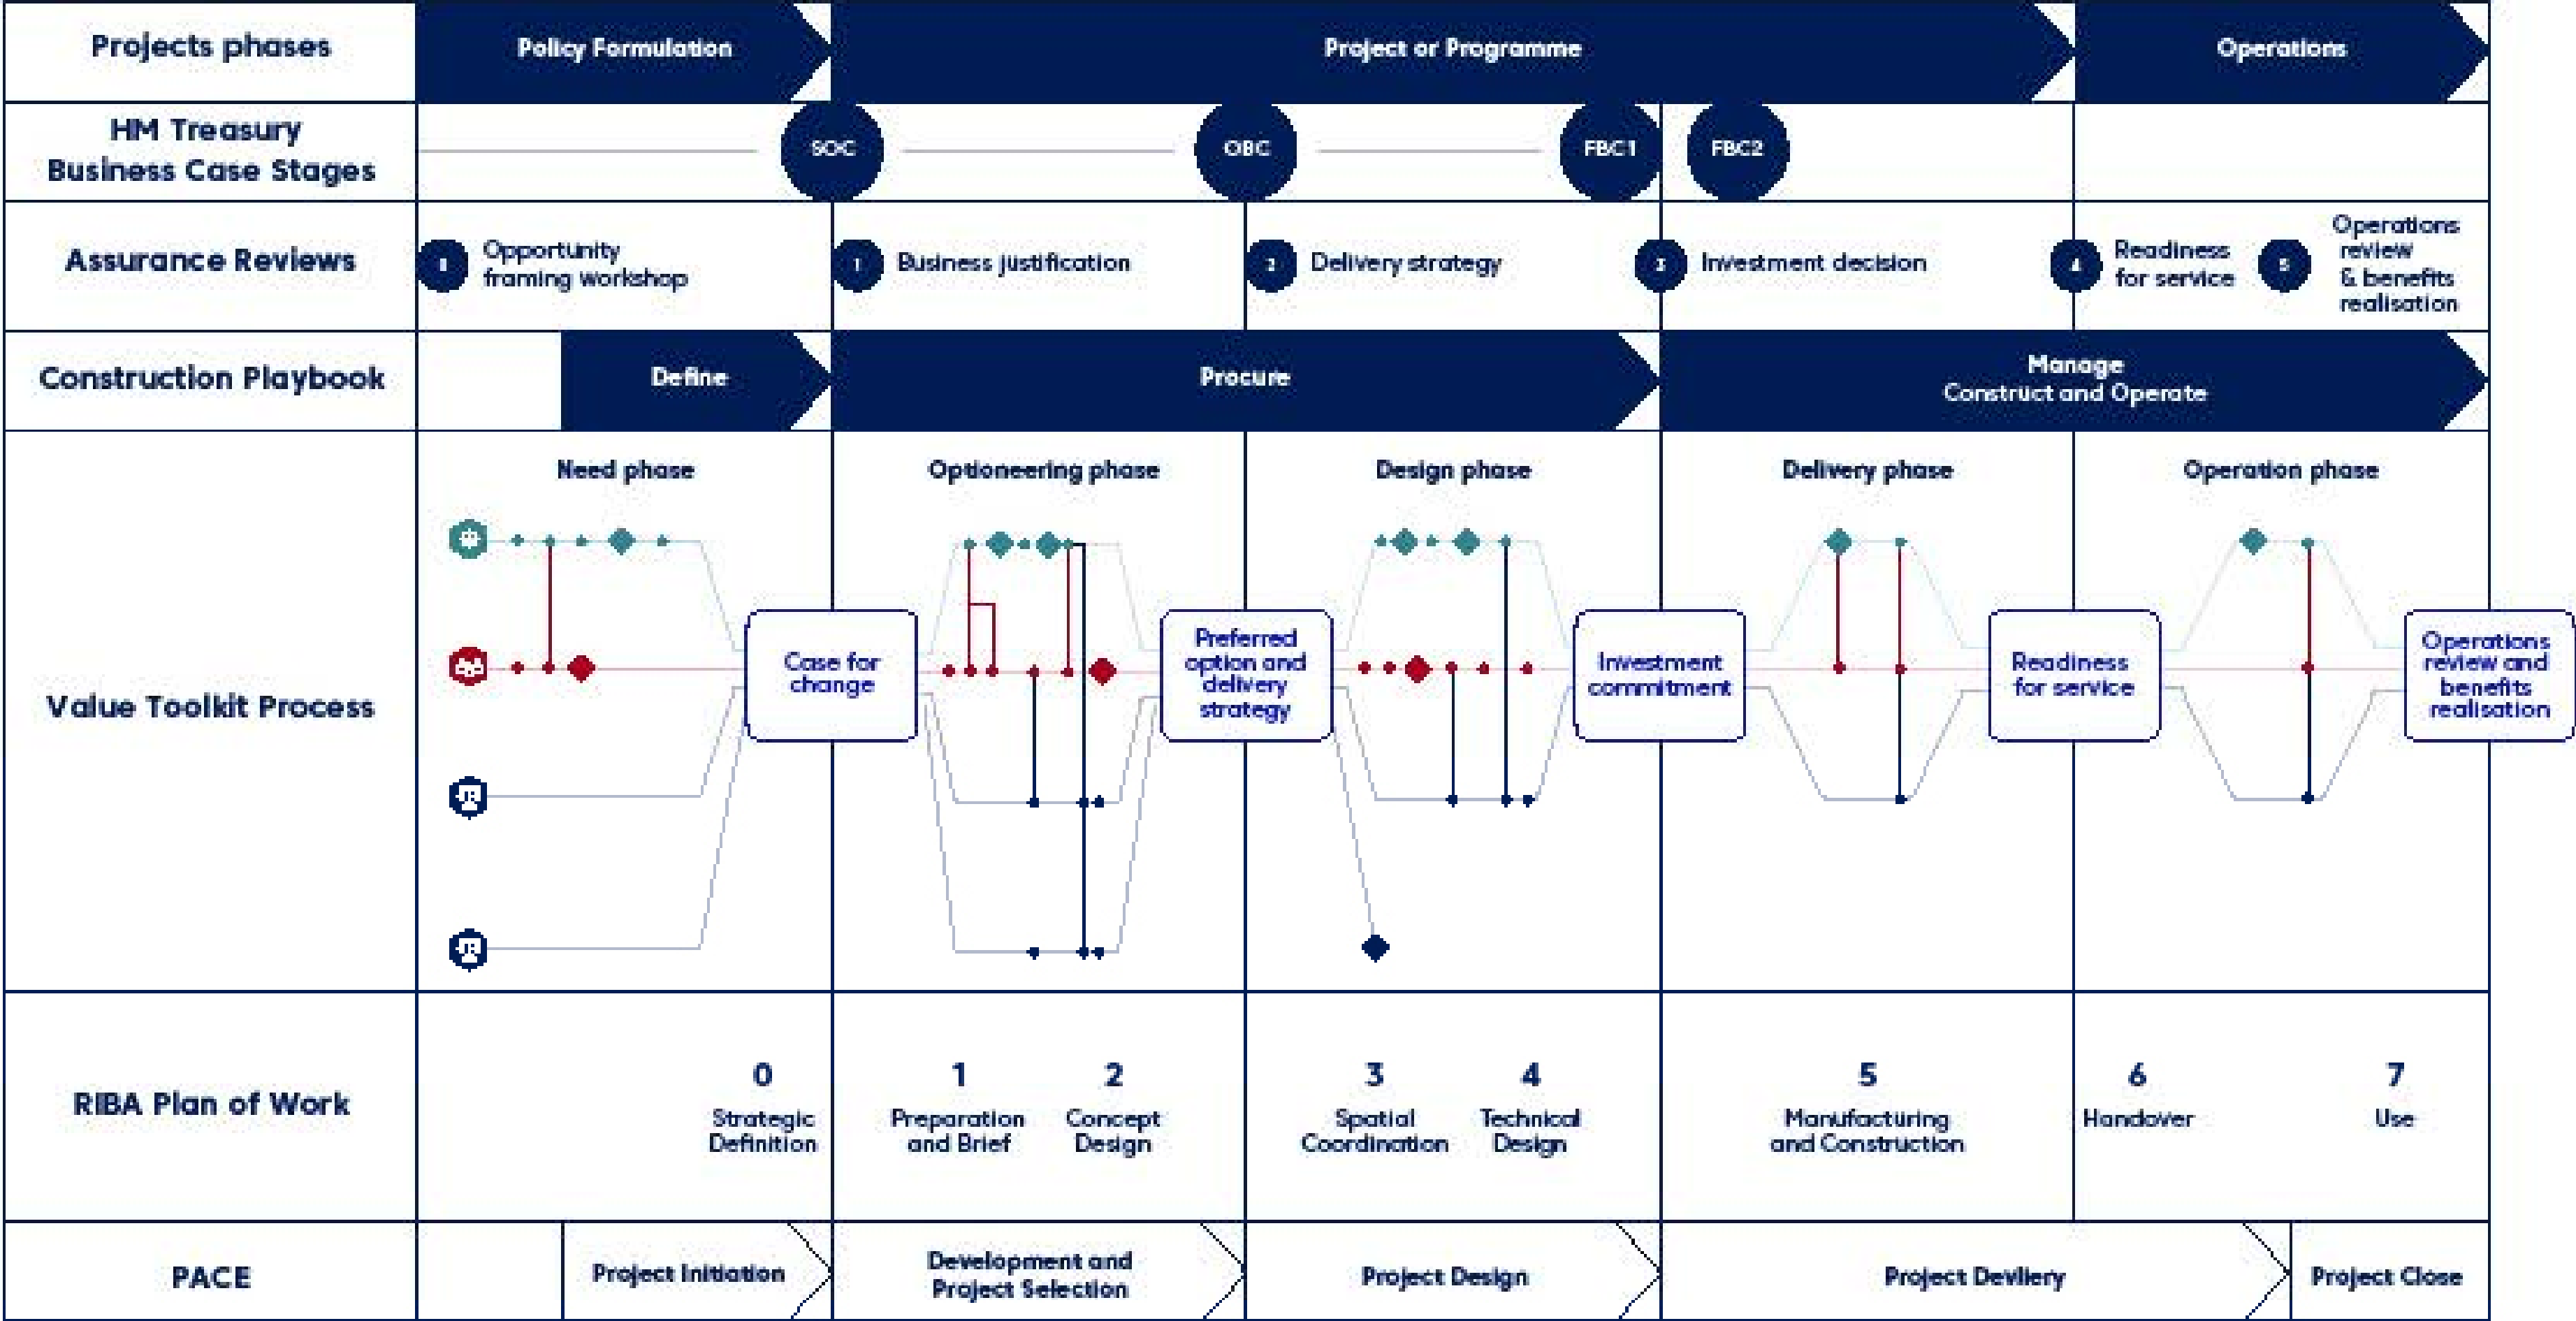 Projects phases
Policy Formulation
Project or Programme
Operations
HM Treasury
Business Case Stages
SOC
OBC
FBC1
FBC2
Assurance Reviews
Opportunity
framing workshop
1
Business justification
2
Delivery strategy
3
Investment decision
4
Readiness
for service
5
Operations
review
& benefits
realisation
Construction Playbook
Define
Procure
Manage
Construct and Operate
Value Toolkit Process
Need phase
Optioneering phase
Design phase
Delivery phase
Operation phase
Case for
change
Preferred
option and
delivery
strategy
Investment
commitment
Readiness
for service
Operations
review and
benefits
realisation
RIBA Plan of Work
0
Strategic
Definition
1
Preparation
and Brief
2
Concept
Design
3
Spatial
Coordination
4
Technical
Design
5
Manufacturing
and Construction
6
Handover
7
Use
PACE
Project Initiation
Development and
Project Selection
Project Design
Project Devliery
Project Close